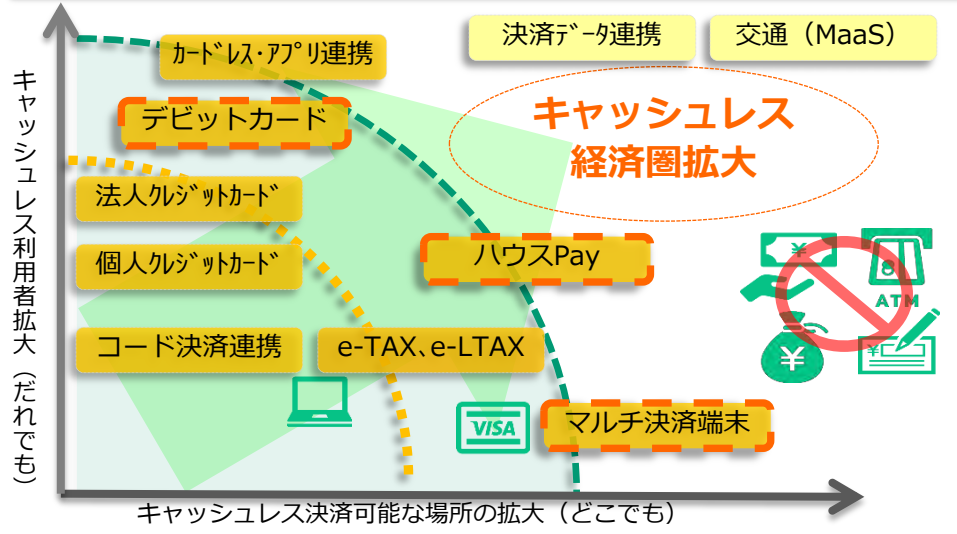 決済ﾃﾞｰﾀ連携
交通（MaaS）
ｶｰﾄﾞﾚｽ･ｱﾌﾟﾘ連携
デビットカード
キャッシュレス
経済圏拡大
法人ｸﾚｼﾞｯﾄｶｰﾄﾞ
個人ｸﾚｼﾞｯﾄｶｰﾄﾞ
ハウスPay
¥
8
ATM
コード決済連携
e-TAX、e-LTAX
¥
¥
VISA
マルチ決済端末
キャッシュレス利用者拡大（だれでも）
キャッシュレス決済可能な場所の拡大（どこでも）